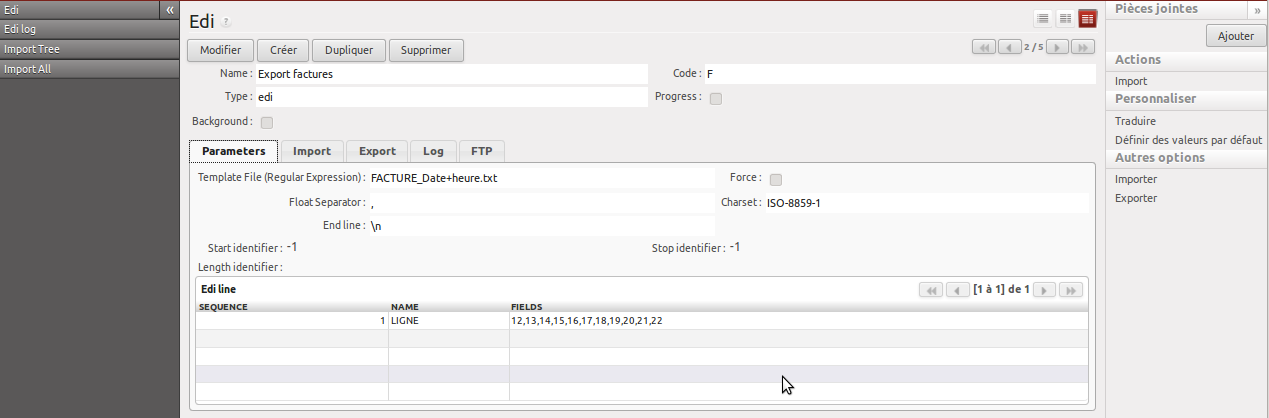 Edi «
Edi log
Import Tree
Import All
Edi ?
Modifier Créer Dupliquer Supprimer
2 / 5
Name : Export factures Code : F
Type : edi Progress :
Background :
Parameters Import Export Log FTP
Template File (Regular Expression) : FACTURE_Date+heure.txt Force :
Float Separator : , Charset : ISO-8859-1
End line : \n
Start identifier : -1 Stop identifier : -1
Length identifier :
Edi line [1 à 1] de 1
SEQUENCE NAME FIELDS
1 LIGNE 12,13,14,15,16,17,18,19,20,21,22
Pièces jointes »
Ajouter
Actions
Import
Personnaliser
Traduire
Définir des valeurs par défaut
Autres options
Importer
Exporter